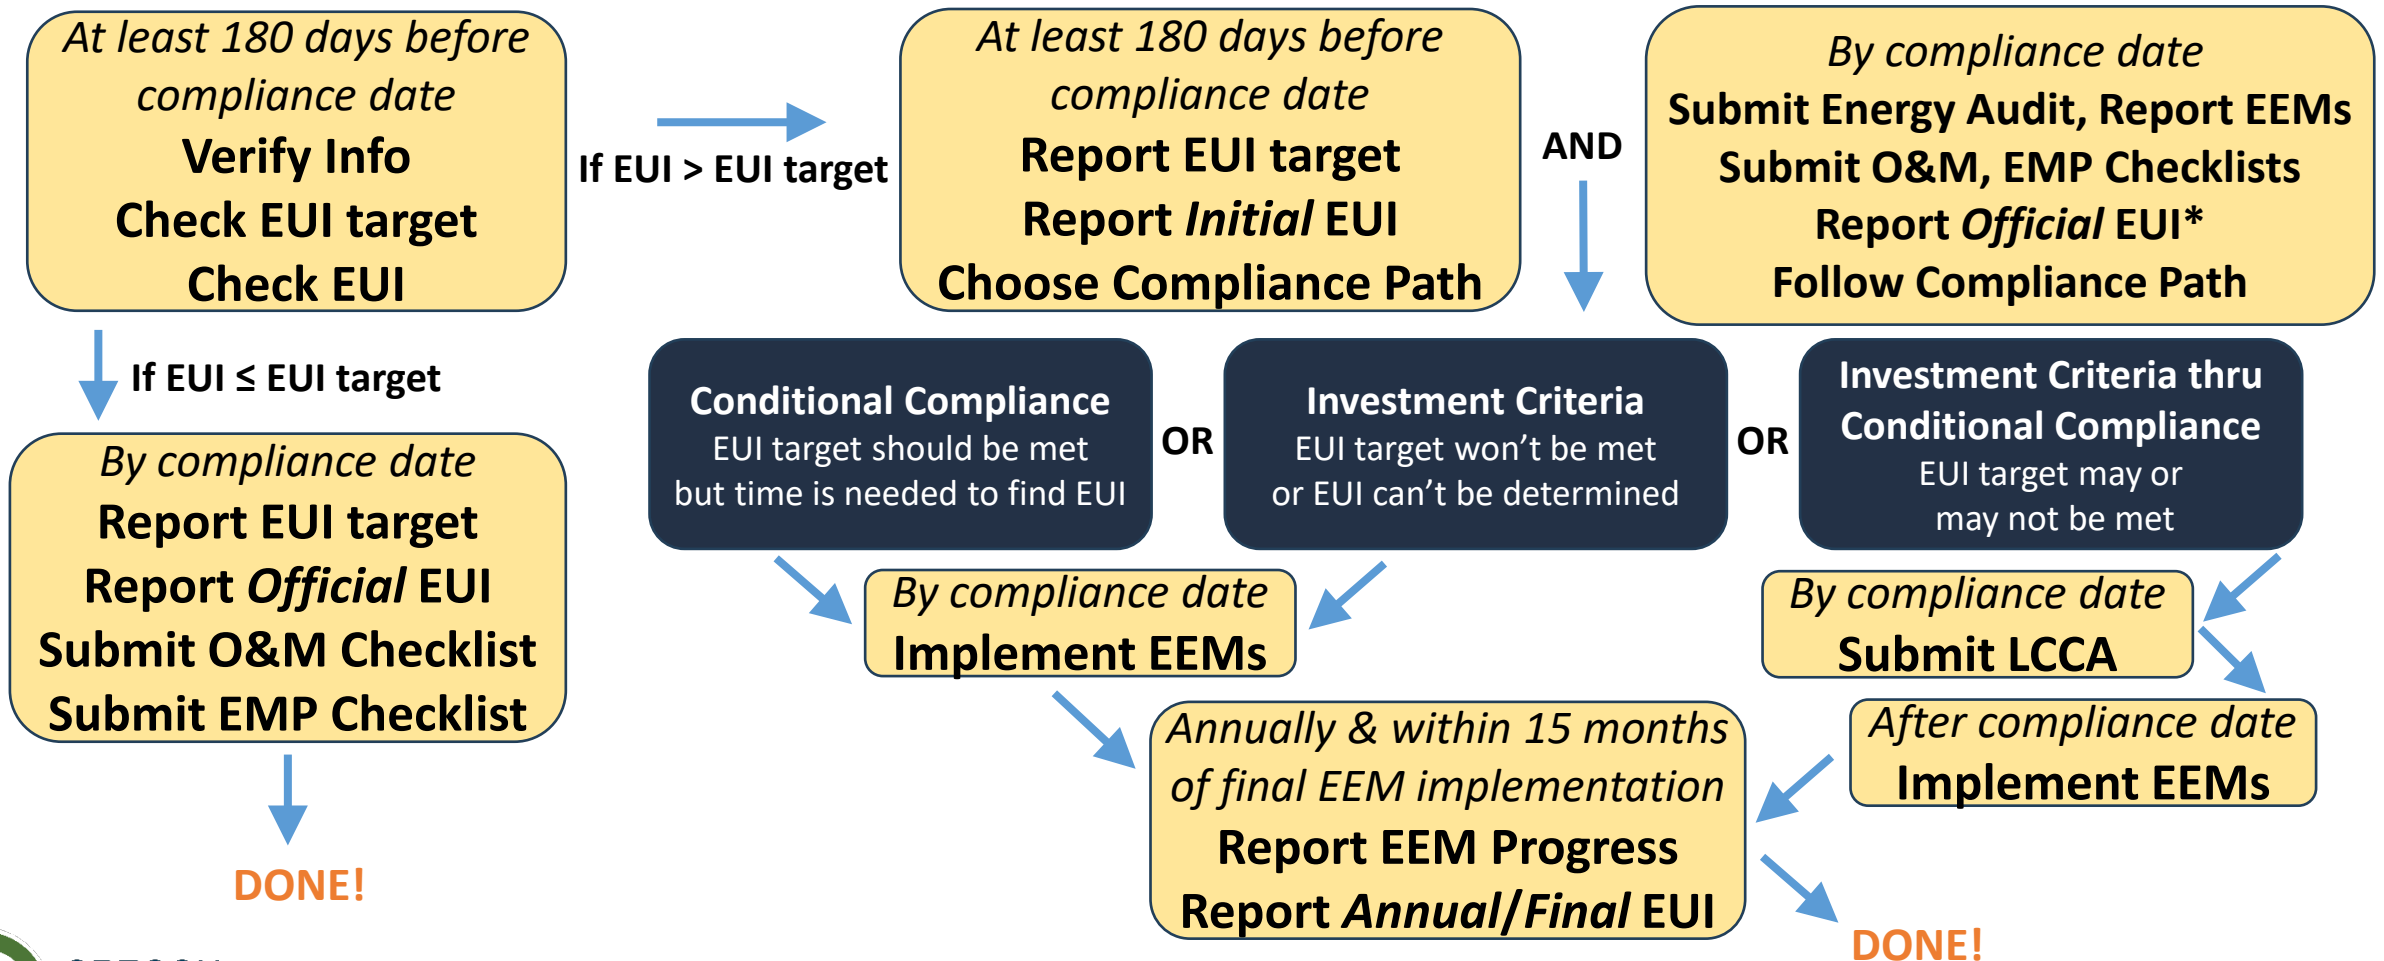 At least 180 days before
compliance date
Verify Info
Check EUI target
Check EUI
If EUI > EUI target
At least 180 days before
compliance date
Report EUI target
Report Initial EUI
Choose Compliance Path
AND
By compliance date
Submit Energy Audit, Report EEMs
Submit O&M, EMP Checklists
Report Official EUI*
Follow Compliance Path
If EUI ≤ EUI target
By compliance date
Report EUI target
Report Official EUI
Submit O&M Checklist
Submit EMP Checklist
DONE!
Conditional Compliance
EUI target should be met
but time is needed to find EUI
OR
Investment Criteria
EUI target won't be met
or EUI can't be determined
OR
Investment Criteria thru
Conditional Compliance
EUI target may or
may not be met
By compliance date
Implement EEMs
By compliance date
Submit LCCA
After compliance date
Implement EEMs
Annually & within 15 months
of final EEM implementation
Report EEM Progress
Report Annual/Final EUI
DONE!